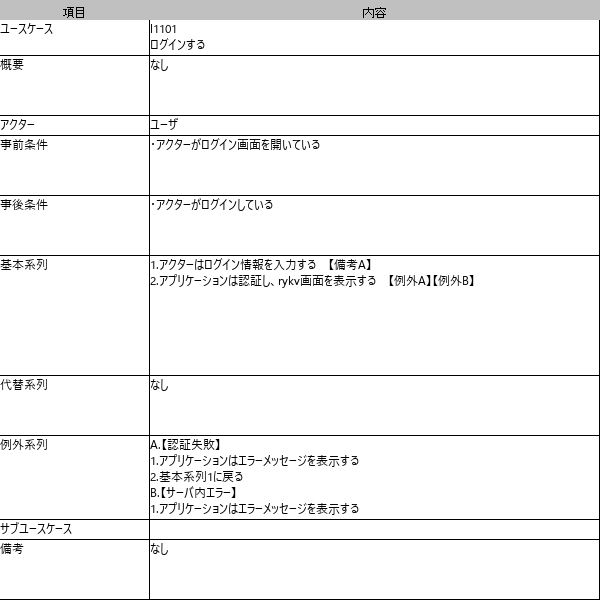 項目 内容
ユースケース I1101
ログインする
概要 なし
アクター ユーザ
事前条件 ・アクターがログイン画面を開いている
事後条件 ・アクターがログインしている
基本系列 1.アクターはログイン情報を入力する 【備考A】
2.アプリケーションは認証し、rykv画面を表示する 【例外A】【例外B】
代替系列 なし
例外系列 A.【認証失敗】
1.アプリケーションはエラーメッセージを表示する
2.基本系列1に戻る
B.【サーバ内エラー】
1.アプリケーションはエラーメッセージを表示する
サブユースケース
備考 なし